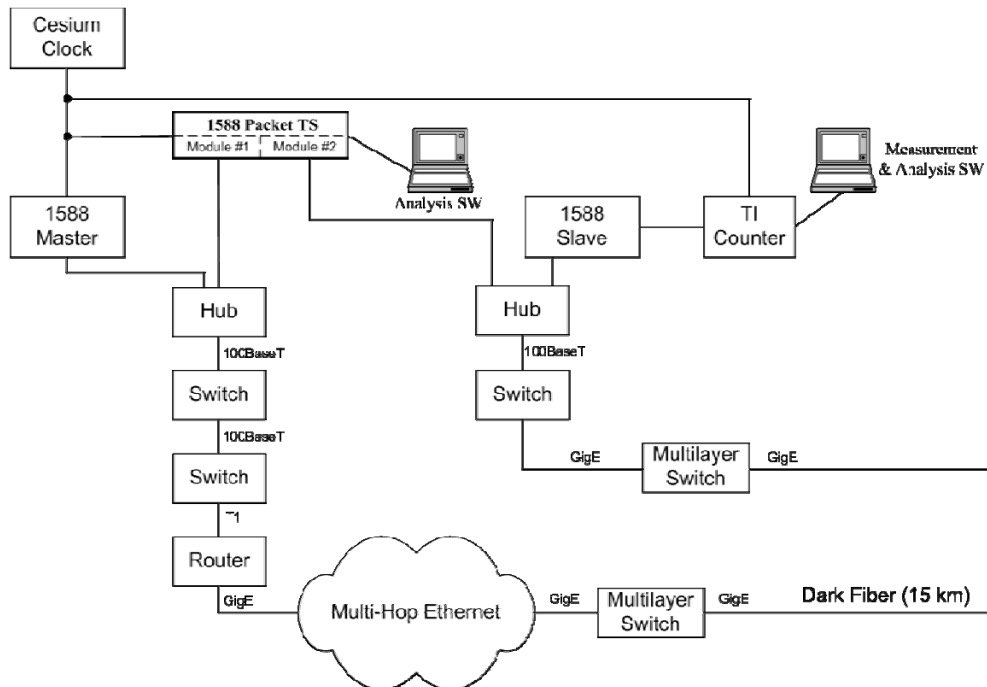 Cesium
Clock
1588 Packet TS
Module #1
Module #2
Analysis SW
Measurement
& Analysis SW
1588
Master
1588
Slave
TI
Counter
Hub
Hub
100BaseT
100BaseT
Switch
Switch
100BaseT
GigE
Multilayer
Switch
GigE
Switch
T1
Router
GigE
Multi-Hop Ethernet
GigE
Multilayer
Switch
GigE
Dark Fiber (15 km)